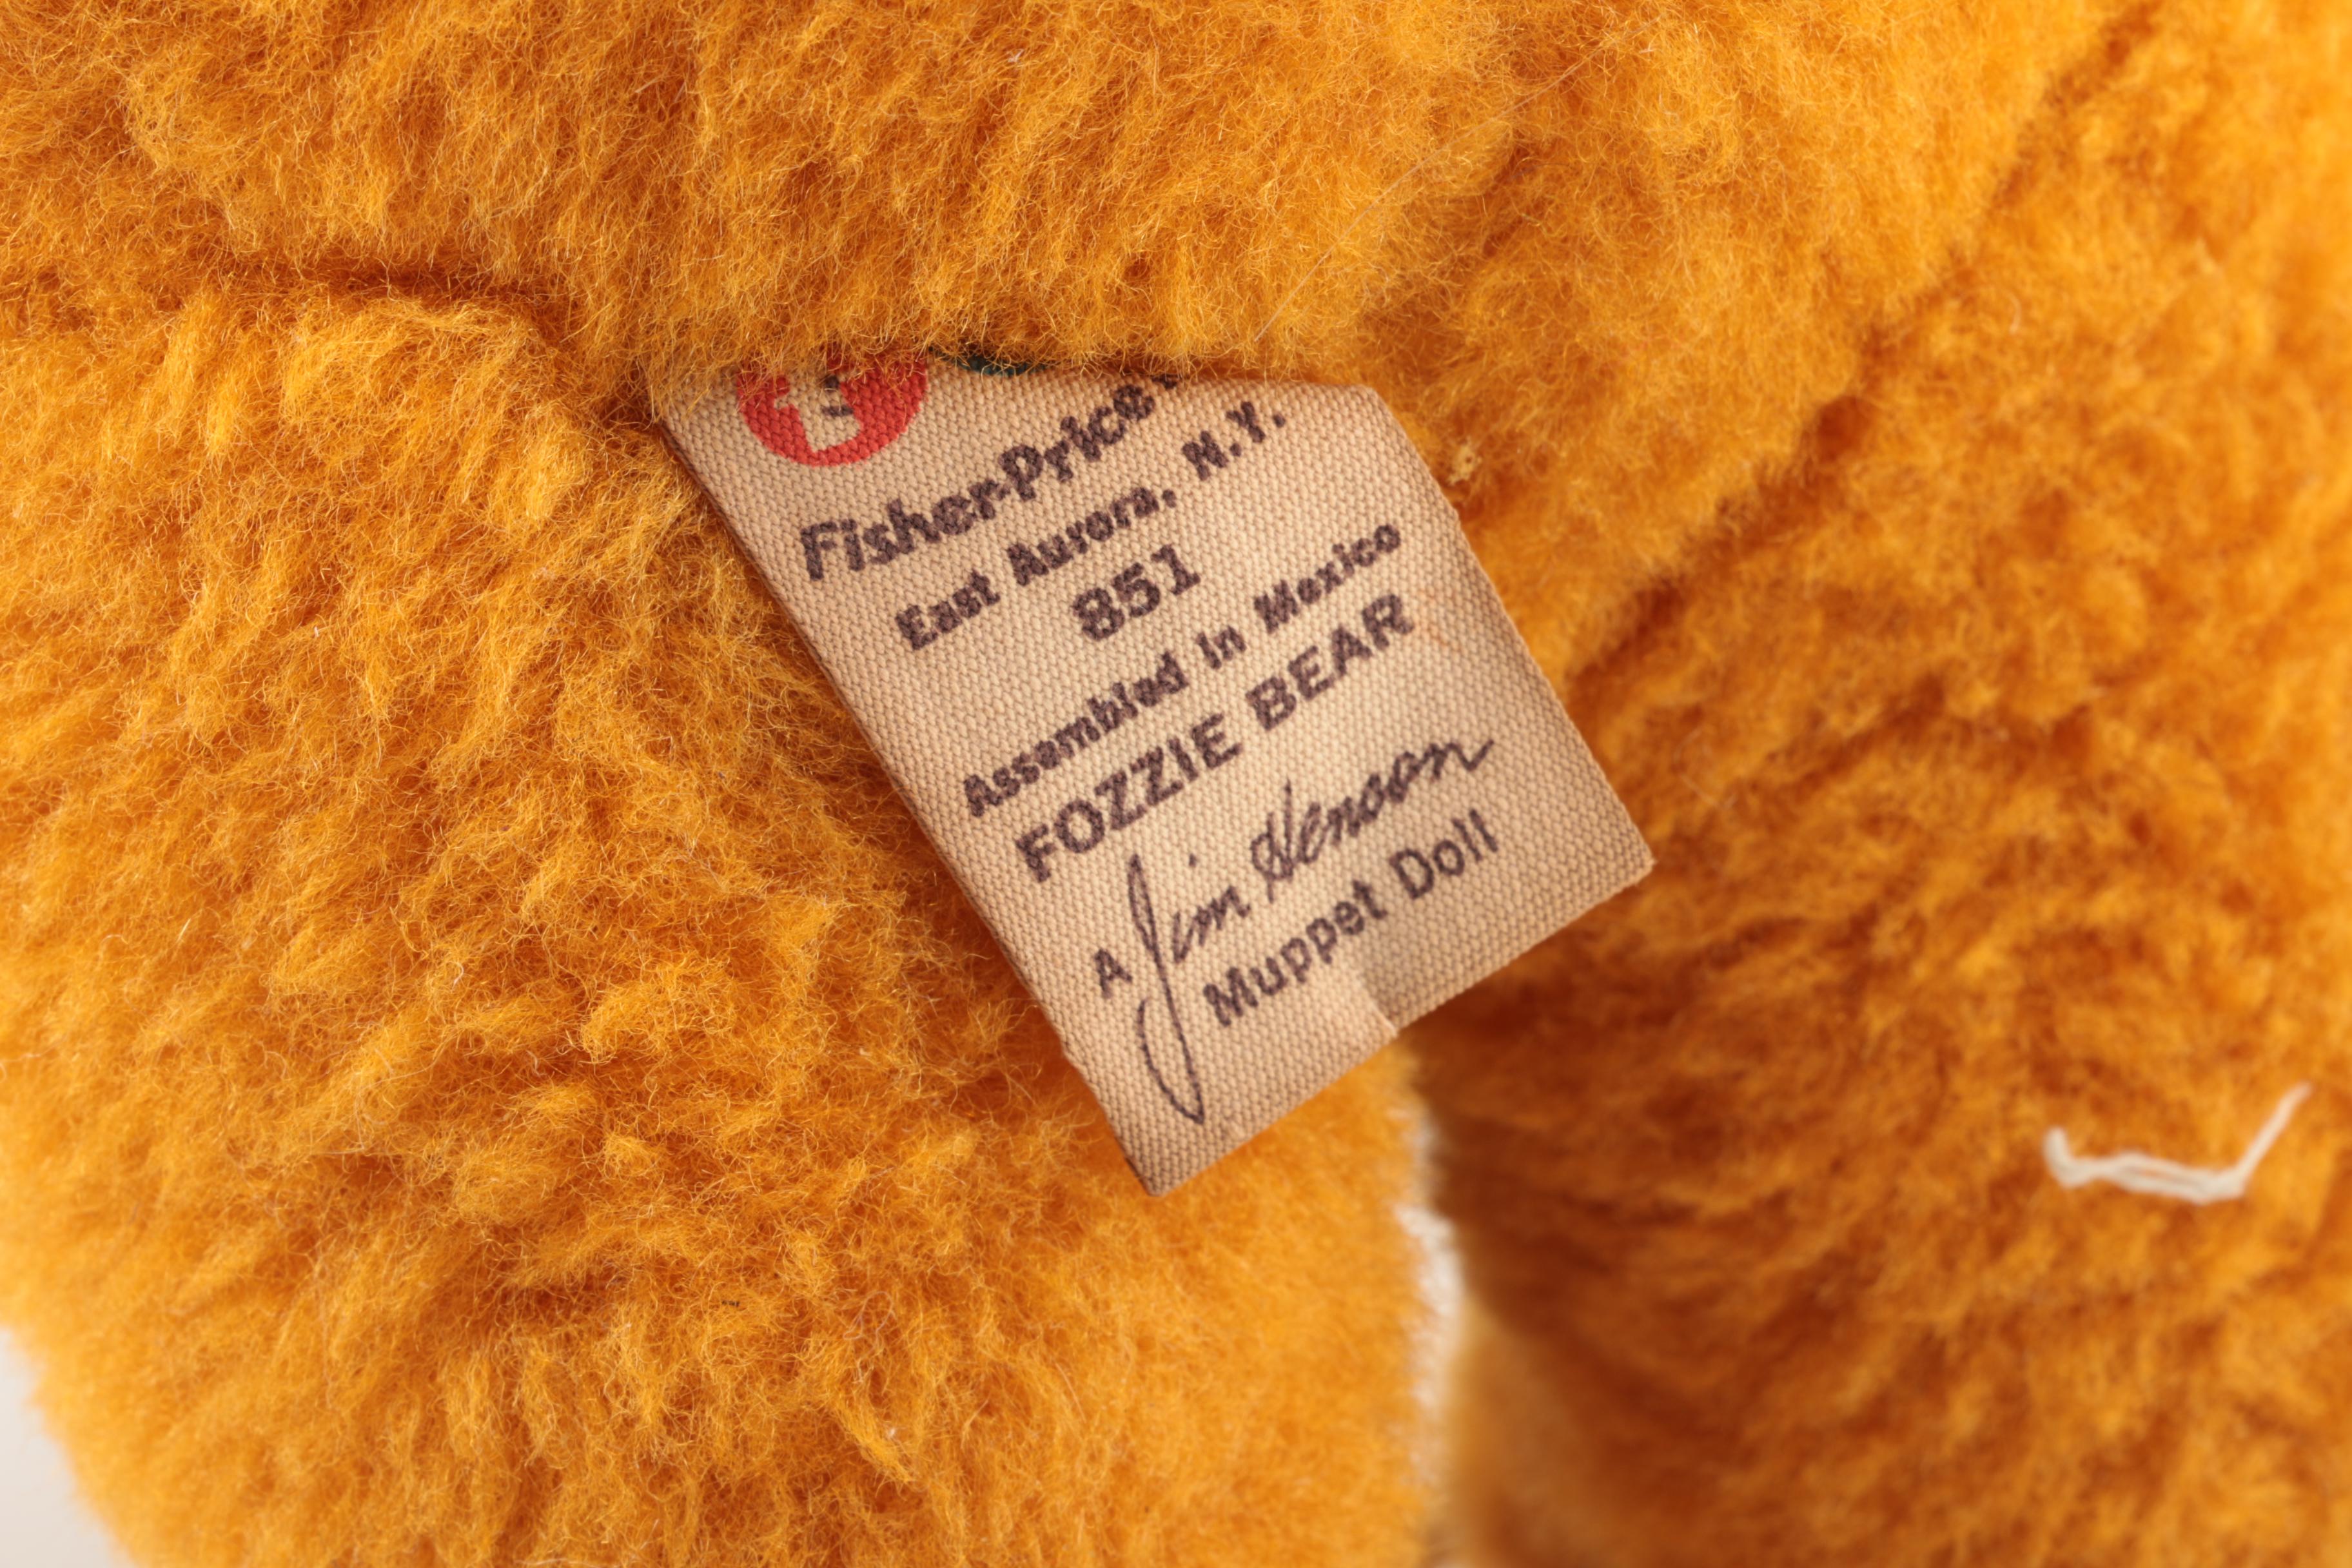 Fisher-Price
East Aurora, N.Y.
851
Assembled in Mexico
FOZZIE BEAR
A Jim Henson
Muppet Doll